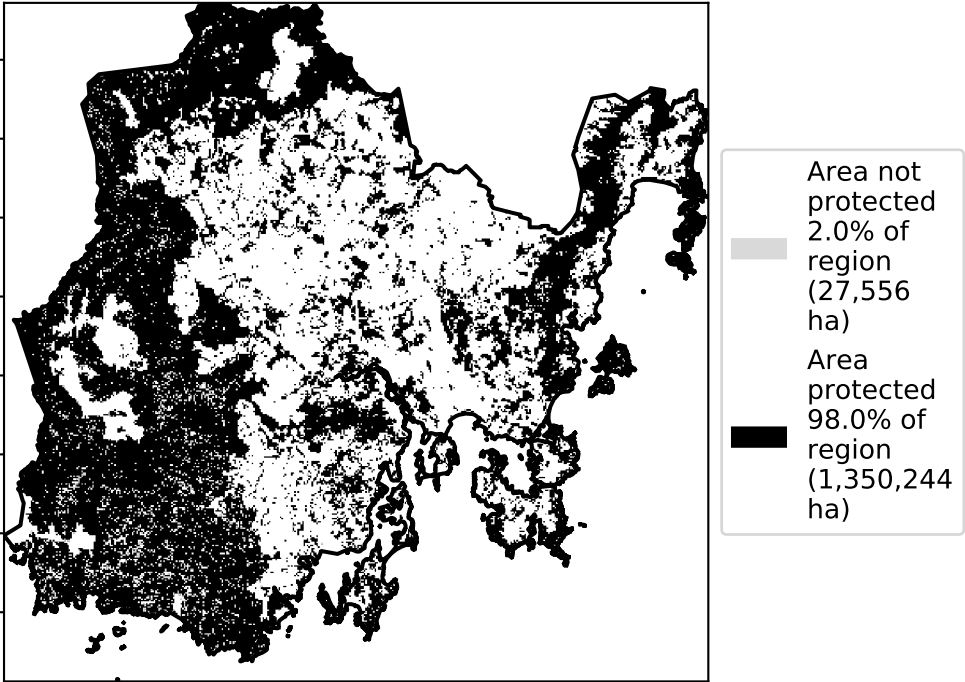 Area not
protected
2.0% of
region
(27,556
ha)
Area
protected
98.0% of
region
(1,350,244
ha)